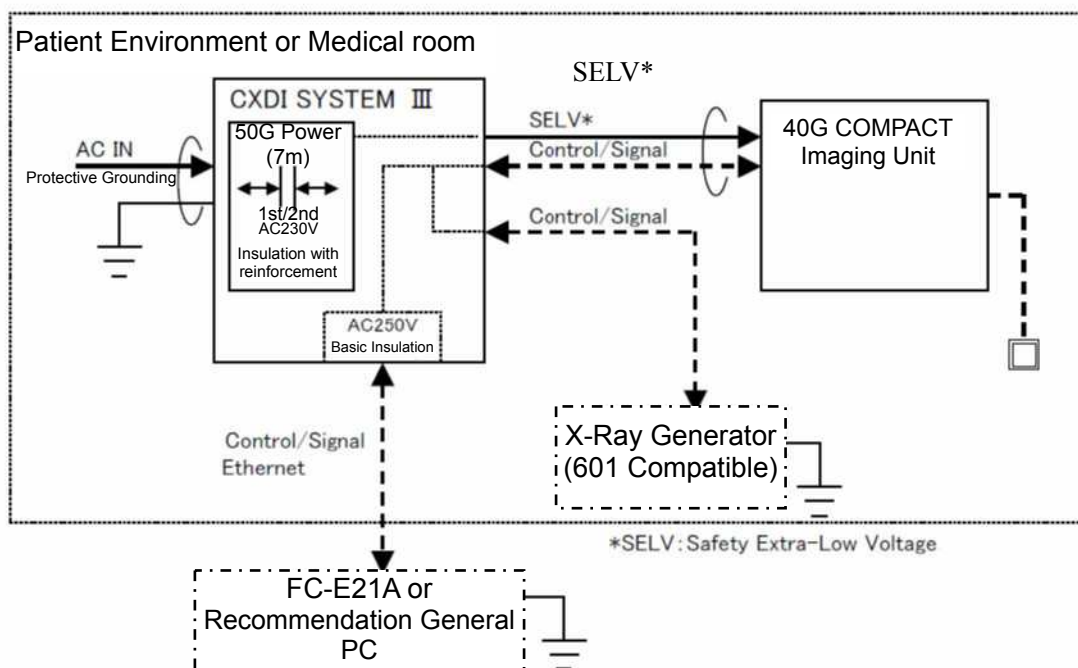 Patient Environment or Medical room
SELV*
CXDI SYSTEM III
50G Power
(7m)
1st/2nd
AC230V
Insulation with
reinforcement
AC IN
Protective Grounding
SELV*
Control/Signal
Control/Signal
40G COMPACT
Imaging Unit
AC250V
Basic Insulation
Control/Signal
Ethernet
X-Ray Generator
(601 Compatible)
*SELV: Safety Extra-Low Voltage
FC-E21A or
Recommendation General
PC